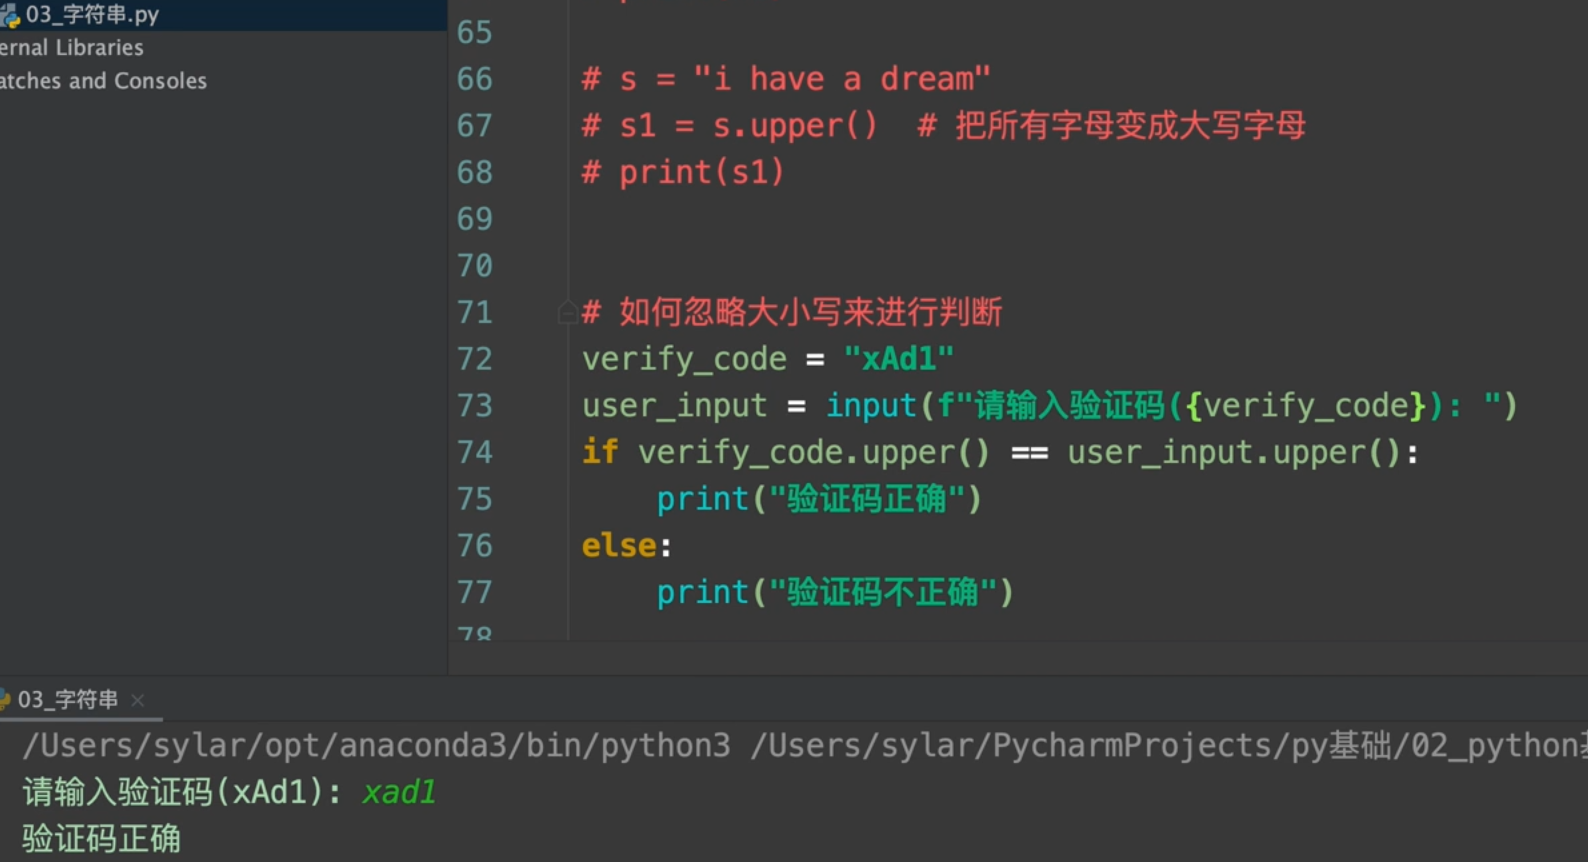 03_字符串.py
ernal Libraries
atches and Consoles
65
66 # s = "i have a dream"
67 # s1 = s.upper()  # 把所有字母变成大写字母
68 # print(s1)
69
70
71 # 如何忽略大小写来进行判断
72 verify_code = "xAd1"
73 user_input = input(f"请输入验证码({verify_code}): ")
74 if verify_code.upper() == user_input.upper():
75     print("验证码正确")
76 else:
77     print("验证码不正确")
78
03_字符串 ×
/Users/sylar/opt/anaconda3/bin/python3 /Users/sylar/PycharmProjects/py基础/02_python
请输入验证码(xAd1): xad1
验证码正确